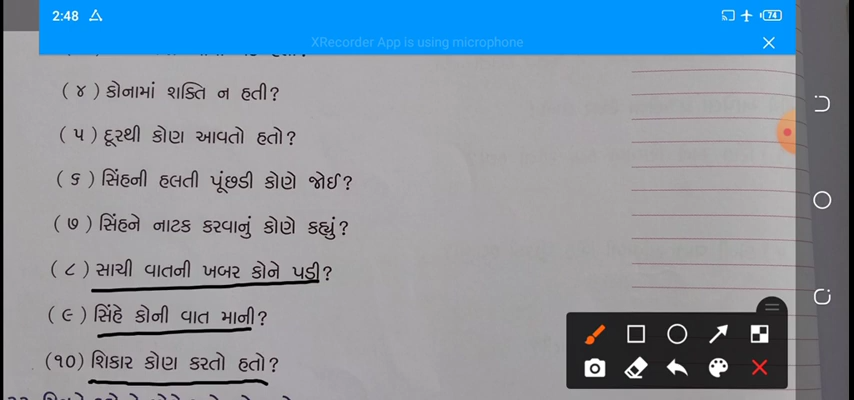 2:48
74
XRecorder App is using microphone
(૪) કોનામાં શક્તિ ન હતી?
(૫) દૂરથી કોણ આવતો હતો?
(૬) સિંહની હલતી પૂંછડી કોણે જોઈ?
(૭) સિંહને નાટક કરવાનું કોણે કહ્યું?
(૮) સાચી વાતની ખબર કોને પડી?
(૯) સિંહે કોની વાત માની?
(૧૦) શિકાર કોણ કરતો હતો?